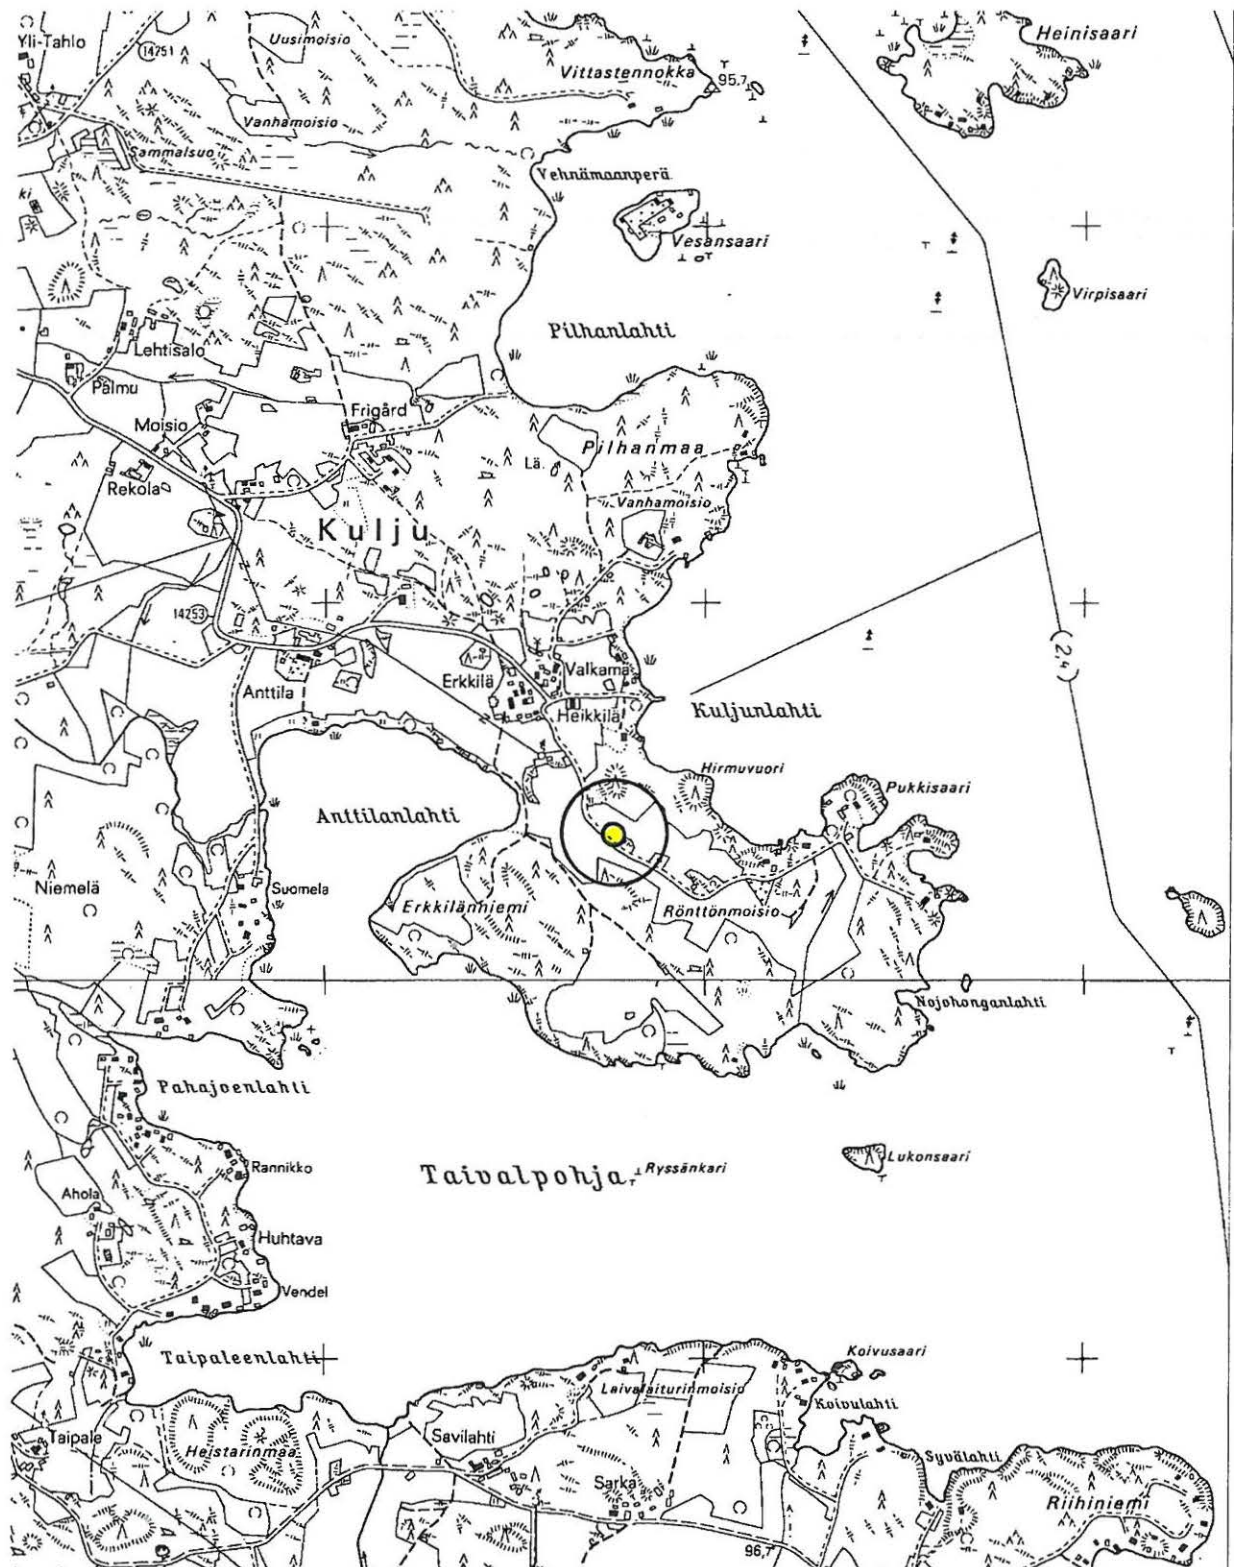 Yli-Tahlo
14251
Uusimoisio
Vittastennokka
95,7
Heinisaari
Vanhamoisio
Sammalsuo
Vehnämaanperä
ki
Vesansaari
Virpisaari
Pilhanlahti
Lehtisalo
Palmu
Moisio
Frigård
Pilhanmaa
Lä.
Rekola
Vanhamoisio
Kulju
14253
(2,4)
Valkama
Erkkilä
Anttila
Heikkilä
Kuljunlahti
Hirmuvuori
Pukkisaari
Anttilanlahti
Niemelä
Suomela
Erkkilänniemi
Rönttönmoisio
Nojohonganlahti
Pahajoenlahti
Rannikko
Taivalpohja
Ryssänkari
Lukonsaari
Ahola
Huhtava
Vendel
Taipaleenlahti
Koivusaari
Laivalaiturinmoisio
Koivulahti
Taipale
Heistarinmaa
Savilahti
Syvälahti
Sarka
Riihiniemi
96,7